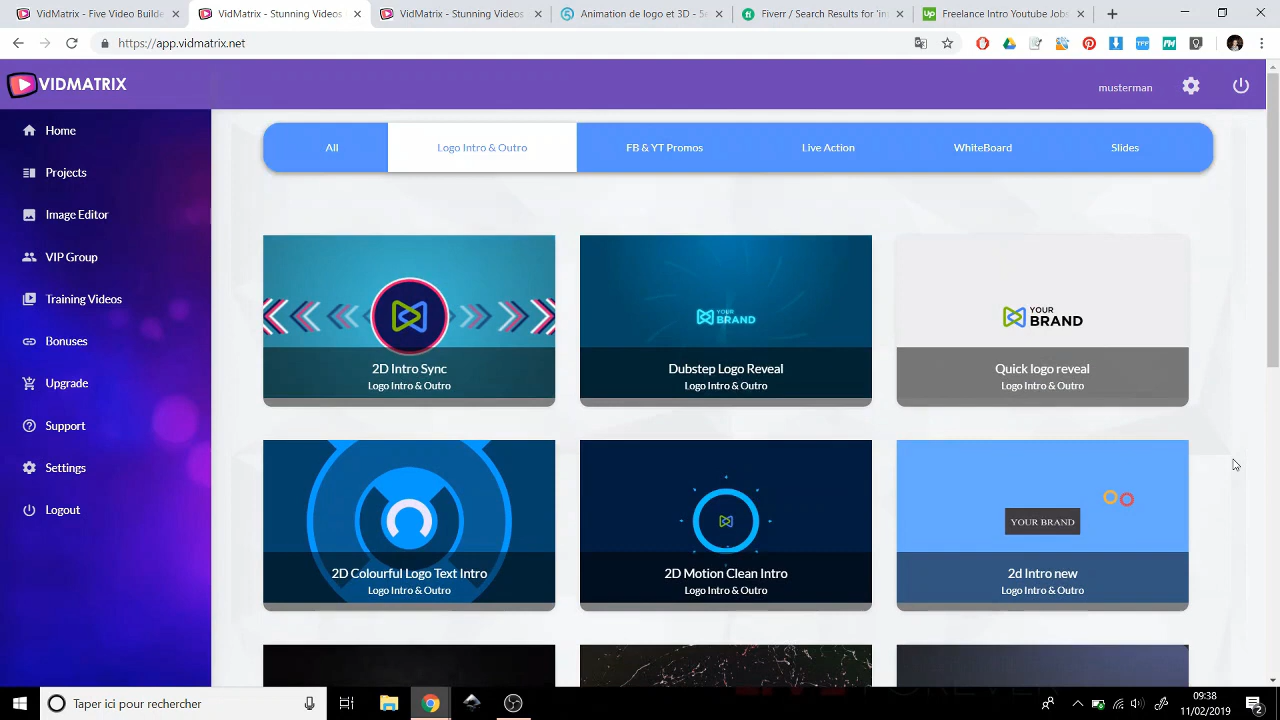 VIDMATRIX - Five Video Builder
VIDMATRIX - Stunning Videos
VIDMATRIX - Stunning Videos
Animation de logo et 3D - 5
Fiverr / Search Results for 'in
Freelance Intro Youtube Jobs
https://app.vidmatrix.net
VIDMATRIX
musterman
Home
Projects
Image Editor
VIP Group
Training Videos
Bonuses
Upgrade
Support
Settings
Logout
All
Logo Intro & Outro
FB & YT Promos
Live Action
WhiteBoard
Slides
2D Intro Sync
Logo Intro & Outro
YOUR
BRAND
Dubstep Logo Reveal
Logo Intro & Outro
YOUR
BRAND
Quick logo reveal
Logo Intro & Outro
2D Colourful Logo Text Intro
Logo Intro & Outro
2D Motion Clean Intro
Logo Intro & Outro
YOUR BRAND
2d Intro new
Logo Intro & Outro
Taper ici pour rechercher
09:38
11/02/2019
2